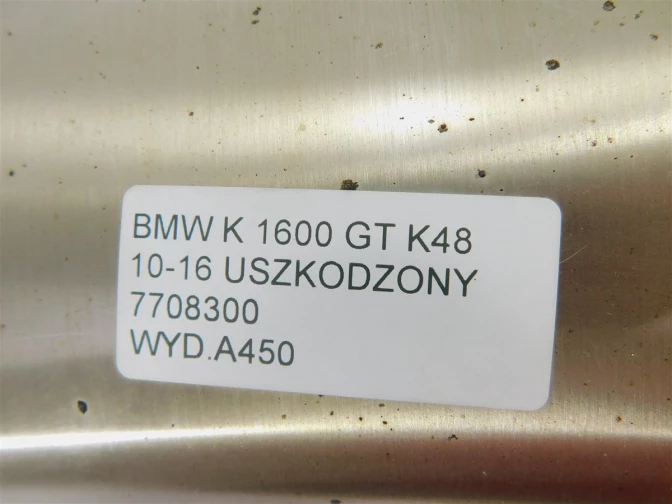 BMW K 1600 GT K48
10-16 USZKODZONY
7708300
WYD.A450